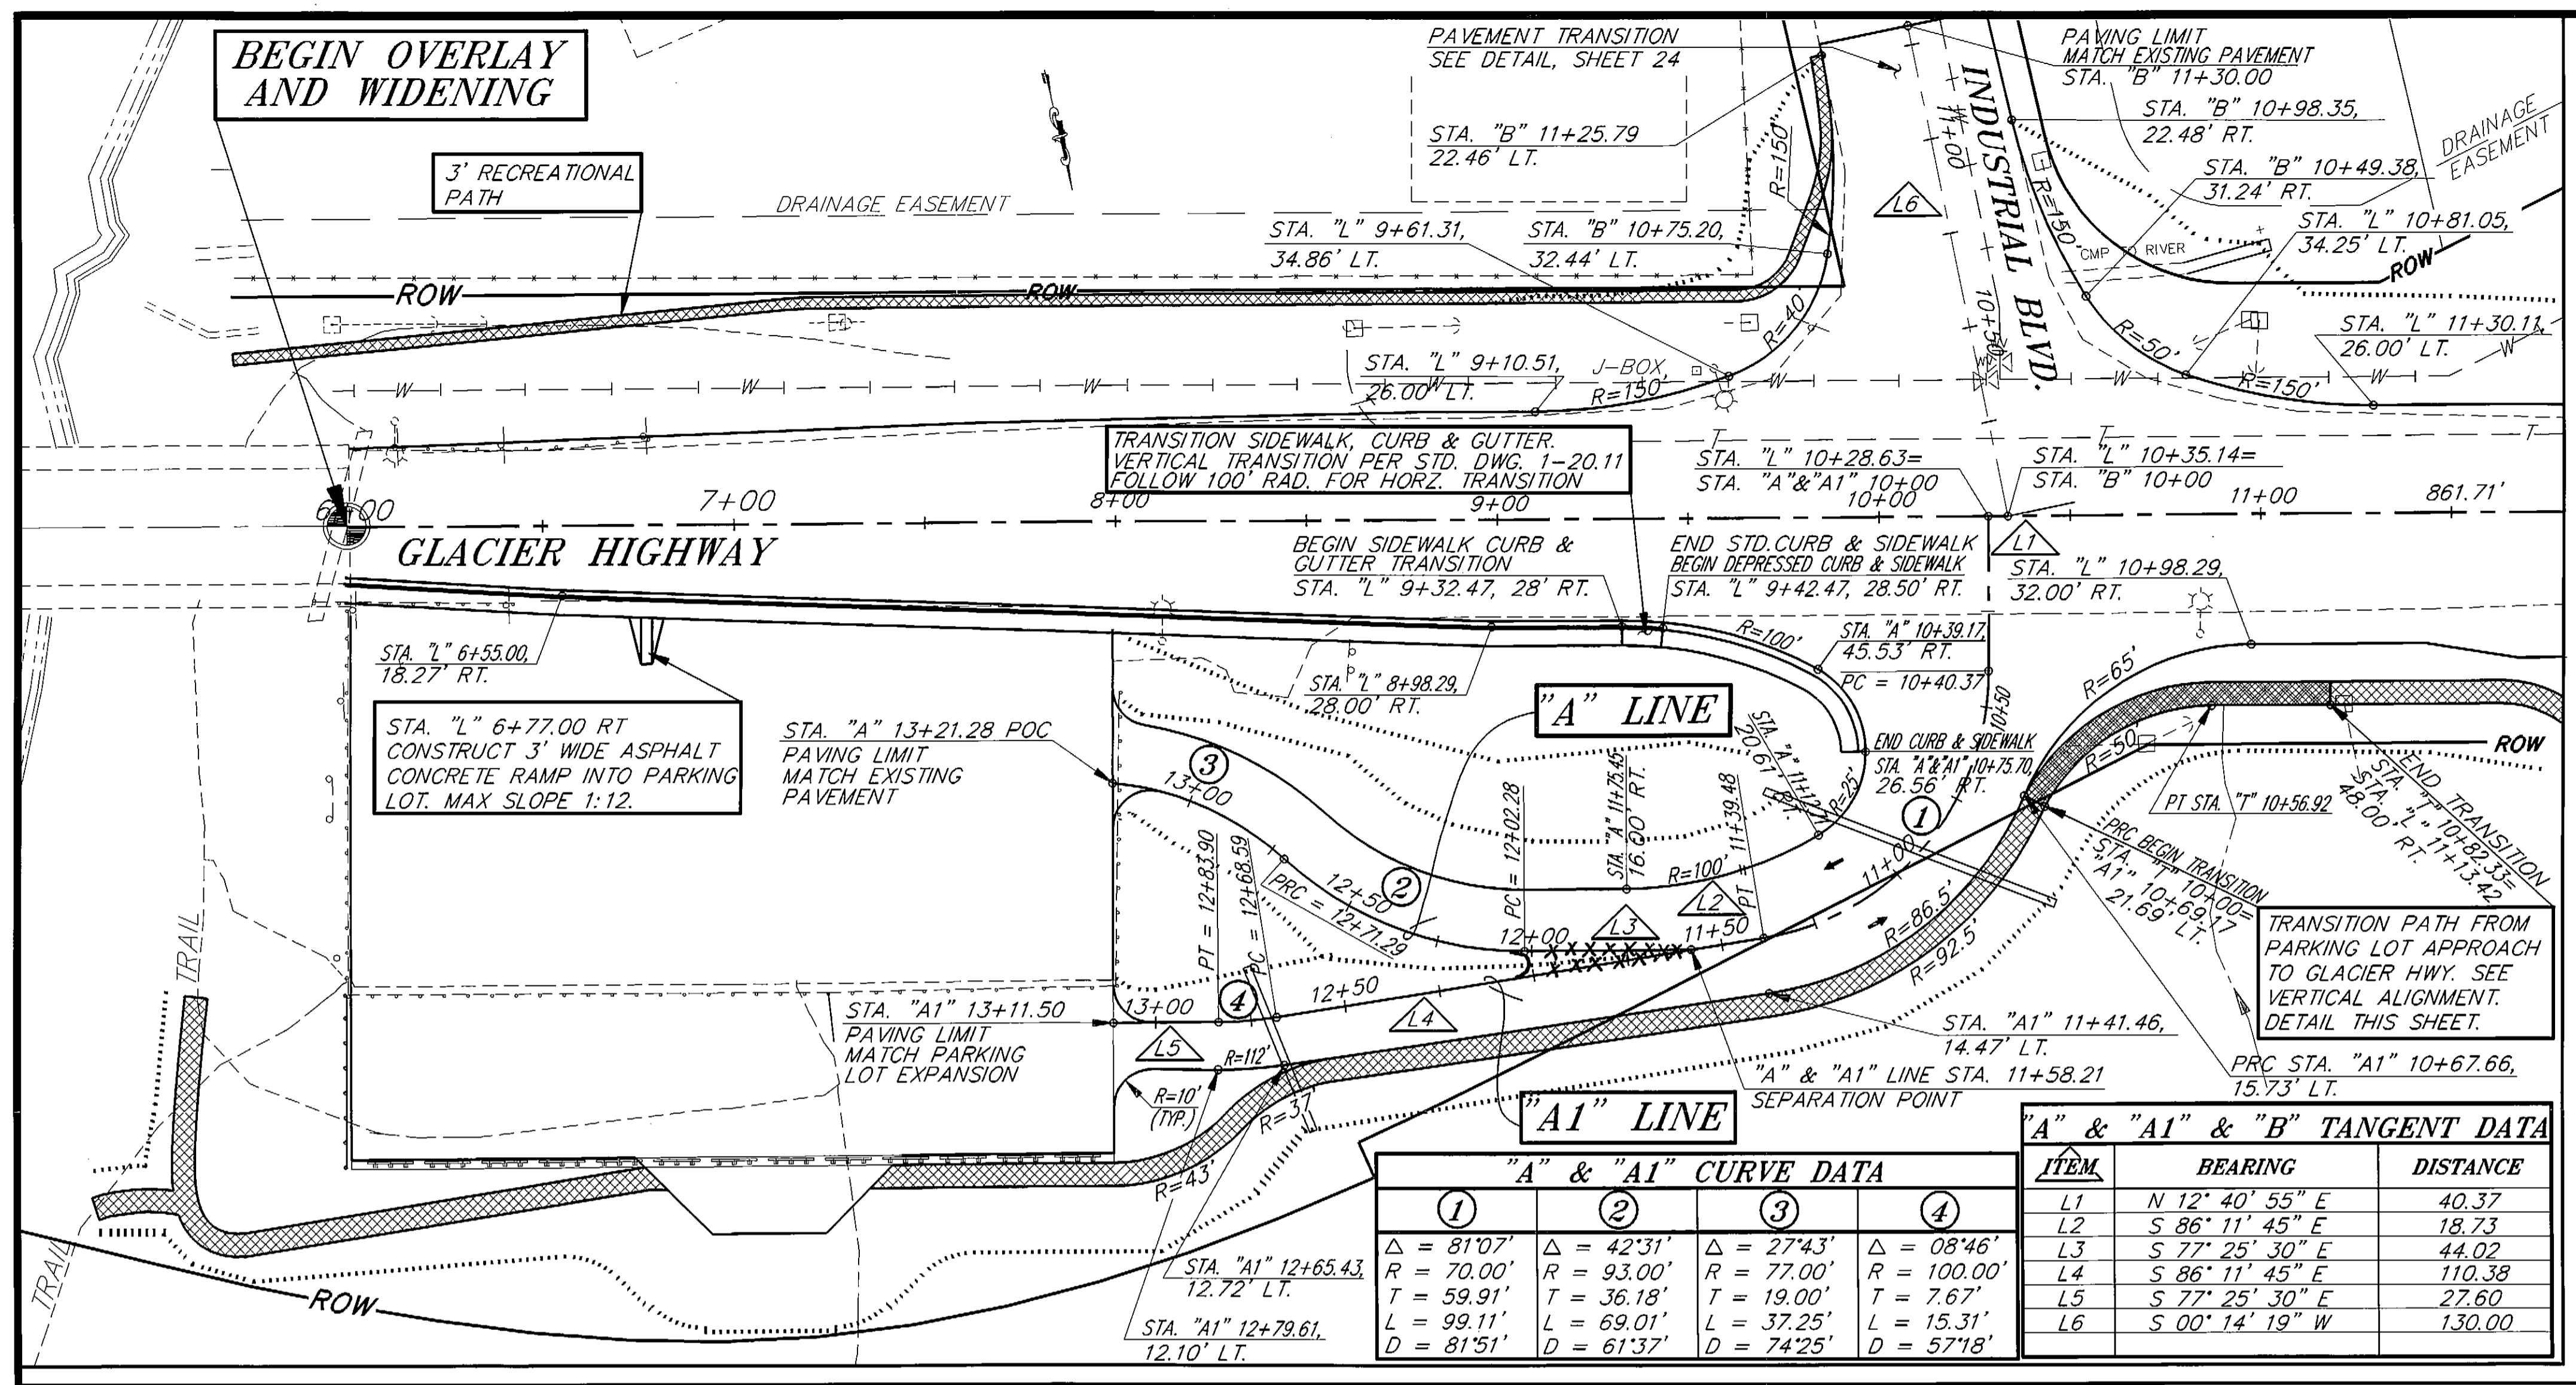 BEGIN OVERLAY
AND WIDENING
3' RECREATIONAL
PATH
DRAINAGE EASEMENT
PAVEMENT TRANSITION
SEE DETAIL, SHEET 24
STA. "B" 11+25.79
22.46' LT.
STA. "L" 9+61.31,
34.86' LT.
STA. "B" 10+75.20,
32.44' LT.
R=150'
L6
INDUSTRIAL BLVD.
W
11+00
10+50
PAVING LIMIT
MATCH EXISTING PAVEMENT
STA. "B" 11+30.00
STA. "B" 10+98.35,
22.48' RT.
DRAINAGE
EASEMENT
STA. "B" 10+49.38,
31.24' RT.
STA. "L" 10+81.05,
34.25' LT.
R=150'
CMP TO RIVER
ROW
ROW
ROW
R=40'
STA. "L" 11+30.11,
26.00' LT.
R=50'
R=150'
STA. "L" 9+10.51,
26.00' LT.
J-BOX
R=150'
W
W
W
W
W
W
W
TRANSITION SIDEWALK, CURB & GUTTER.
VERTICAL TRANSITION PER STD. DWG. 1-20.11
FOLLOW 100' RAD. FOR HORZ. TRANSITION
T
T
T
STA. "L" 10+28.63=
STA. "A"&"A1" 10+00
STA. "L" 10+35.14=
STA. "B" 10+00
6+00
7+00
8+00
9+00
10+00
11+00
861.71'
GLACIER HIGHWAY
BEGIN SIDEWALK CURB &
GUTTER TRANSITION
STA. "L" 9+32.47, 28' RT.
END STD. CURB & SIDEWALK
BEGIN DEPRESSED CURB & SIDEWALK
STA. "L" 9+42.47, 28.50' RT.
L1
STA. "L" 10+98.29,
32.00' RT.
STA. "L" 6+55.00,
18.27' RT.
STA. "L" 6+77.00 RT
CONSTRUCT 3' WIDE ASPHALT
CONCRETE RAMP INTO PARKING
LOT. MAX SLOPE 1:12.
STA. "L" 8+98.29,
28.00' RT.
R=100'
STA. "A" 10+39.17,
45.53' RT.
PC = 10+40.37
10+50
R=65'
"A" LINE
STA. "A" 13+21.28 POC
PAVING LIMIT
MATCH EXISTING
PAVEMENT
END CURB & SIDEWALK
STA. "A"&"A1" 10+75.70,
26.56' RT.
R=25'
R=50'
ROW
3
13+00
PT = 12+83.90
PC = 12+68.59
PRC = 12+71.29
12+50
2
PC = 12+02.28
STA. "A" 11+75.45
16.00' RT.
PT = 11+39.48
R=100'
1
11+00
PT STA. "T" 10+56.92
END TRANSITION
STA. "T" 10+82.33=
STA. "L" 11+13.42
48.00' RT.
PRC BEGIN TRANSITION
STA. "T" 10+00=
"A1" 10+69.17
21.69' LT.
12+00
L3
L2
11+50
R=86.5'
R=92.5'
TRANSITION PATH FROM
PARKING LOT APPROACH
TO GLACIER HWY. SEE
VERTICAL ALIGNMENT.
DETAIL THIS SHEET.
TRAIL
TRAIL
STA. "A1" 13+11.50
PAVING LIMIT
MATCH PARKING
LOT EXPANSION
13+00
4
12+50
L4
L5
R=112'
R=10'
(TYP.)
R=37'
R=43'
STA. "A1" 11+41.46,
14.47' LT.
"A" & "A1" LINE STA. 11+58.21
SEPARATION POINT
PRC STA. "A1" 10+67.66,
15.73' LT.
"A1" LINE
STA. "A1" 12+65.43,
12.72' LT.
STA. "A1" 12+79.61,
12.10' LT.
ROW
"A" & "A1" CURVE DATA
1 2 3 4
Δ = 81°07' Δ = 42°31' Δ = 27°43' Δ = 08°46'
R = 70.00' R = 93.00' R = 77.00' R = 100.00'
T = 59.91' T = 36.18' T = 19.00' T = 7.67'
L = 99.11' L = 69.01' L = 37.25' L = 15.31'
D = 81°51' D = 61°37' D = 74°25' D = 57°18'
"A" & "A1" & "B" TANGENT DATA
ITEM BEARING DISTANCE
L1 N 12° 40' 55" E 40.37
L2 S 86° 11' 45" E 18.73
L3 S 77° 25' 30" E 44.02
L4 S 86° 11' 45" E 110.38
L5 S 77° 25' 30" E 27.60
L6 S 00° 14' 19" W 130.00